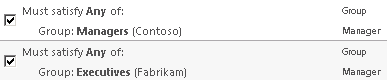 Must satisfy Any of: Group
Group: Managers (Contoso) Manager
Must satisfy Any of: Group
Group: Executives (Fabrikam) Manager